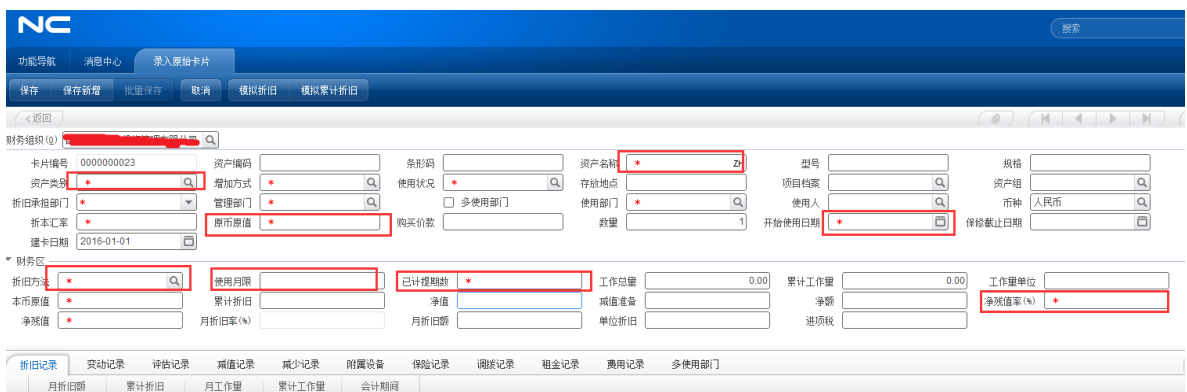 NC
搜索
功能导航 消息中心 录入原始卡片
保存 保存新增 批量保存 取消 模拟折旧 模拟累计折旧
<返回
财务组织(O)
卡片编号 0000000023 资产编码 条形码 资产名称 * ZH 型号 规格
资产类别 * 增加方式 * 使用状况 * 存放地点 项目档案 资产组
折旧承担部门 * 管理部门 * 多使用部门 使用部门 * 使用人 币种 人民币
折本汇率 * 原币原值 * 购买价款 数量 1 开始使用日期 * 保修截止日期
建卡日期 2016-01-01
财务区
折旧方法 * 使用月限 已计提期数 * 工作总量 0.00 累计工作量 0.00 工作量单位
本币原值 * 累计折旧 净值 减值准备 净额 净残值率(%) *
净残值 * 月折旧率(%) 月折旧额 单位折旧 进项税
折旧记录 变动记录 评估记录 减值记录 减少记录 附属设备 保险记录 调拨记录 租金记录 费用记录 多使用部门
月折旧额 累计折旧 月工作量 累计工作量 会计期间